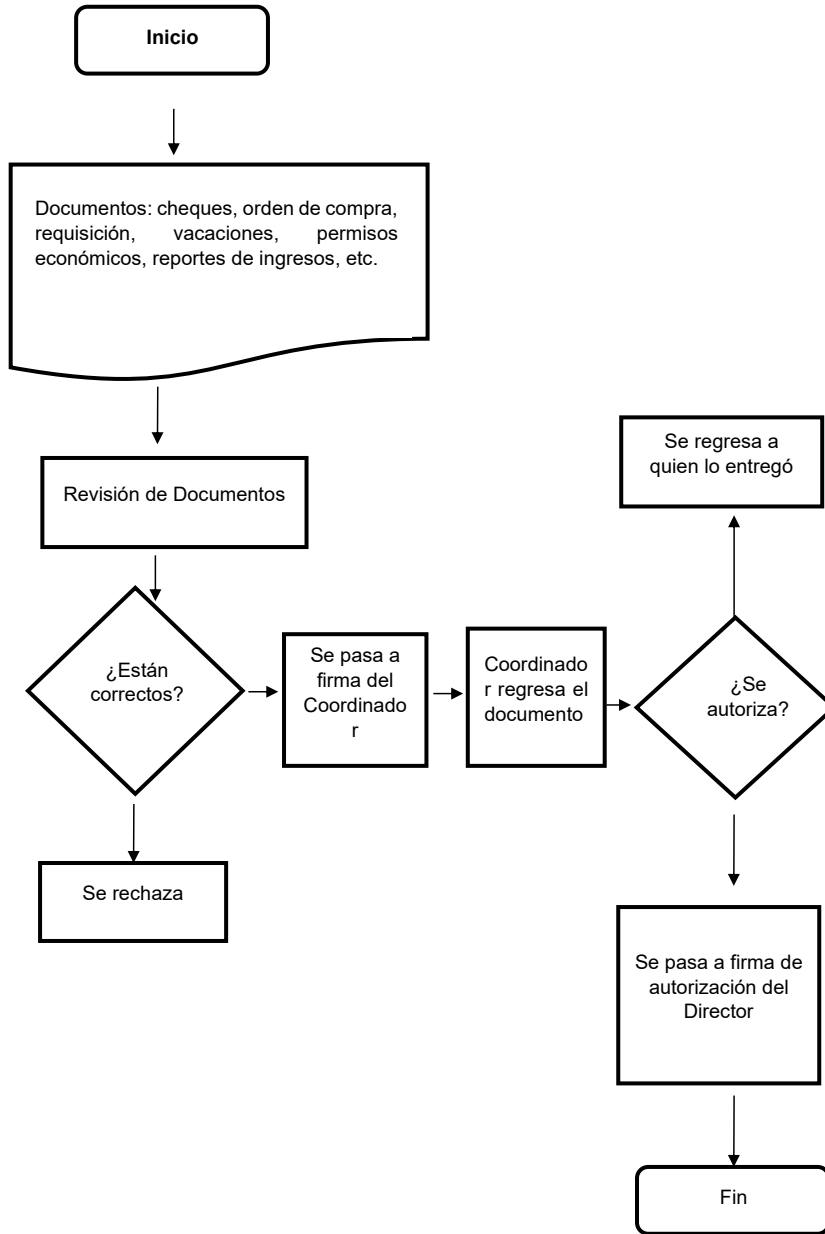 Inicio
Documentos: cheques, orden de compra,
requisición, vacaciones, permisos
económicos, reportes de ingresos, etc.
Se regresa a
quien lo entregó
Revisión de Documentos
¿Están
correctos?
Se pasa a
firma del
Coordinado
r
Coordinado
r regresa el
documento
¿Se
autoriza?
Se rechaza
Se pasa a firma de
autorización del
Director
Fin